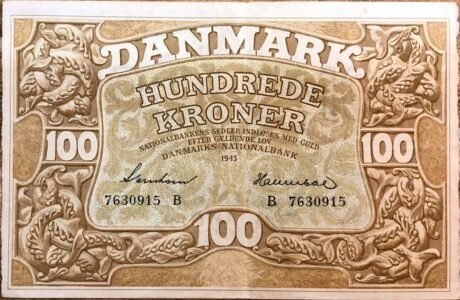 DANMARK
HUNDREDE
KRONER
NATIONALBANKENS SEDLER INDLØSES MED GULD
EFTER GÆLDENDE LOV
DANMARKS NATIONALBANK
1943
100 100
7630915 B B 7630915
100